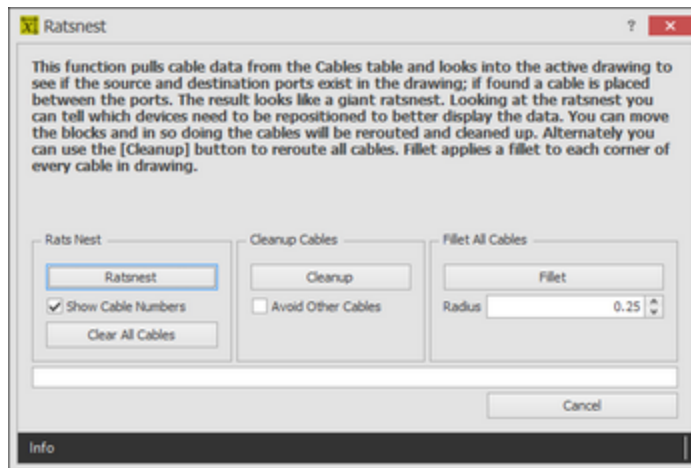 Ratsnest
This function pulls cable data from the Cables table and looks into the active drawing to
see if the source and destination ports exist in the drawing; if found a cable is placed
between the ports. The result looks like a giant ratsnest. Looking at the ratsnest you
can tell which devices need to be repositioned to better display the data. You can move
the blocks and in so doing the cables will be rerouted and cleaned up. Alternately you
can use the [Cleanup] button to reroute all cables. Fillet applies a fillet to each corner of
every cable in drawing.
Rats Nest
Ratsnest
Show Cable Numbers
Clear All Cables
Cleanup Cables
Cleanup
Avoid Other Cables
Fillet All Cables
Fillet
Radius 0.25
Cancel
Info